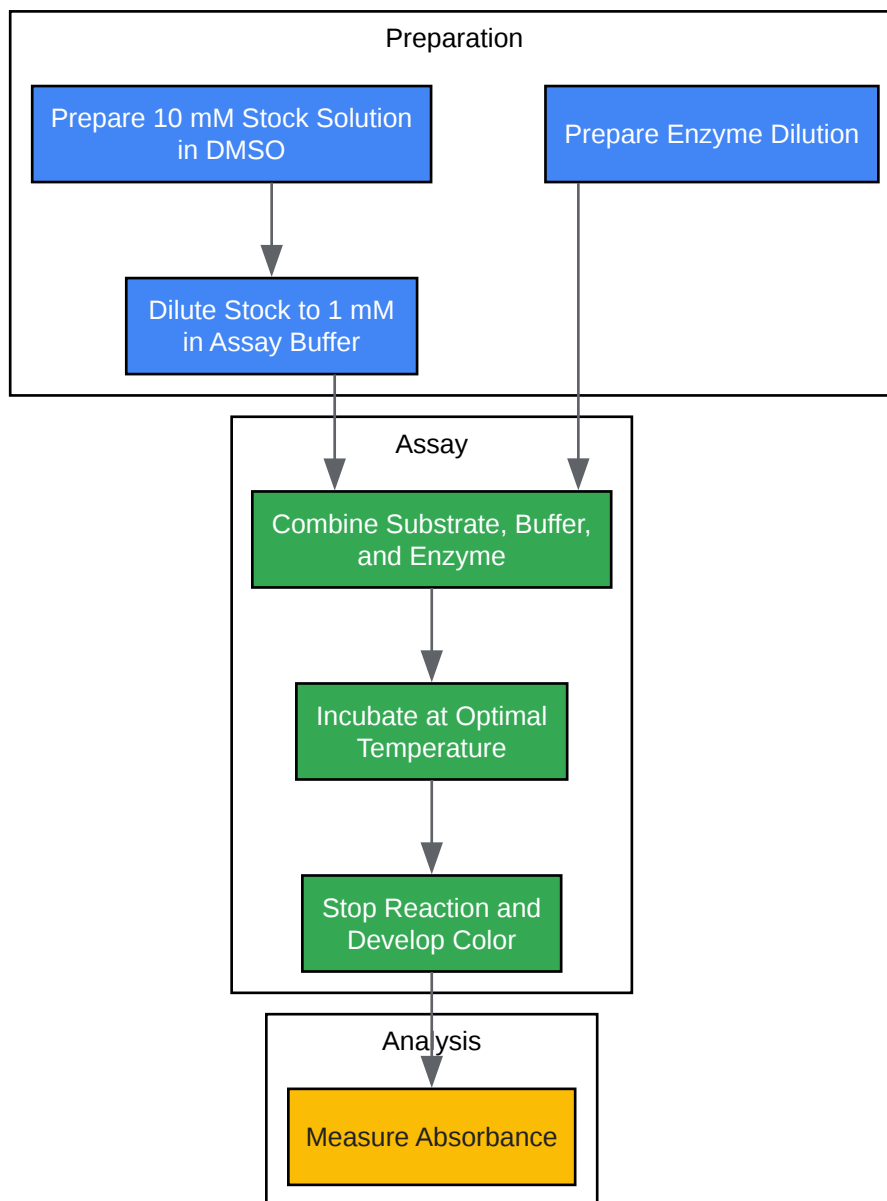 Preparation
Prepare 10 mM Stock Solution
in DMSO
Prepare Enzyme Dilution
Dilute Stock to 1 mM
in Assay Buffer
Assay
Combine Substrate, Buffer,
and Enzyme
Incubate at Optimal
Temperature
Stop Reaction and
Develop Color
Analysis
Measure Absorbance